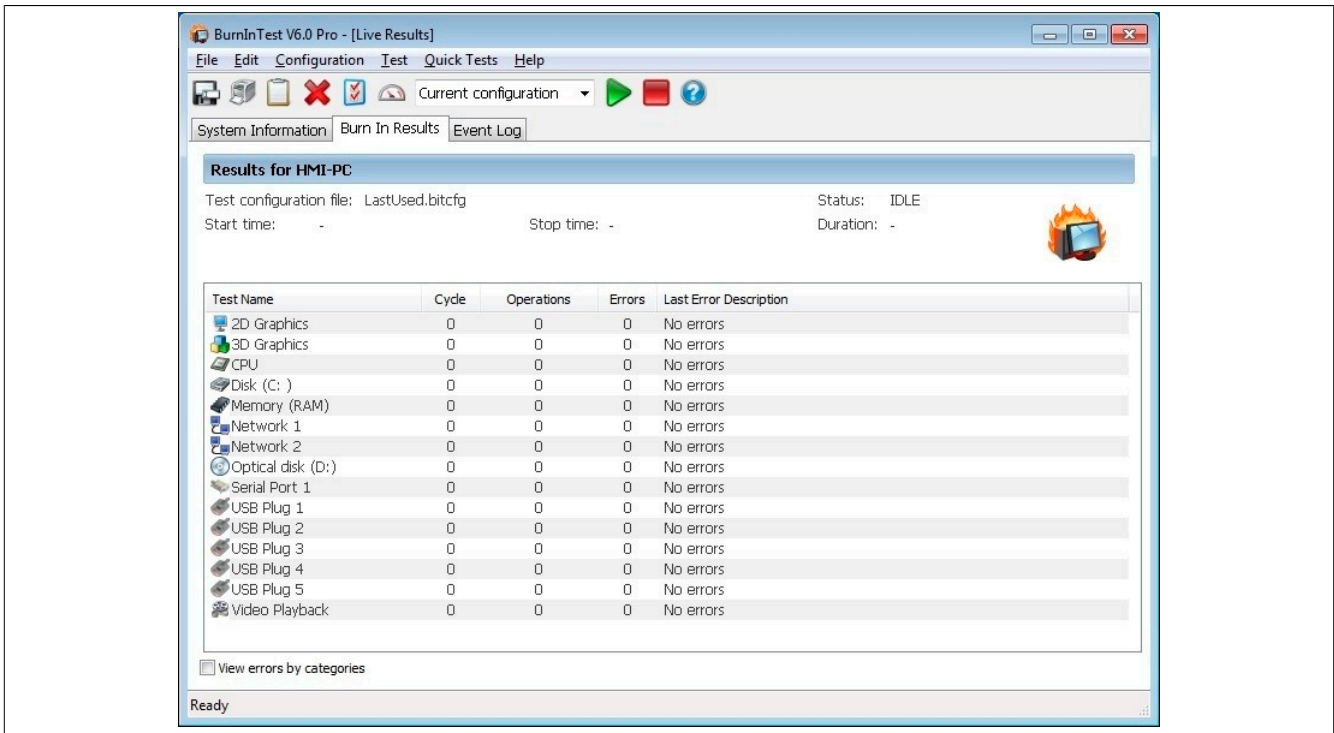 BurnInTest V6.0 Pro - [Live Results]
File Edit Configuration Test Quick Tests Help
Current configuration
System Information Burn In Results Event Log
Results for HMI-PC
Test configuration file: LastUsed.bitcfg Status: IDLE
Start time: - Stop time: - Duration: -
Test Name Cycle Operations Errors Last Error Description
2D Graphics 0 0 0 No errors
3D Graphics 0 0 0 No errors
CPU 0 0 0 No errors
Disk (C: ) 0 0 0 No errors
Memory (RAM) 0 0 0 No errors
Network 1 0 0 0 No errors
Network 2 0 0 0 No errors
Optical disk (D:) 0 0 0 No errors
Serial Port 1 0 0 0 No errors
USB Plug 1 0 0 0 No errors
USB Plug 2 0 0 0 No errors
USB Plug 3 0 0 0 No errors
USB Plug 4 0 0 0 No errors
USB Plug 5 0 0 0 No errors
Video Playback 0 0 0 No errors
View errors by categories
Ready